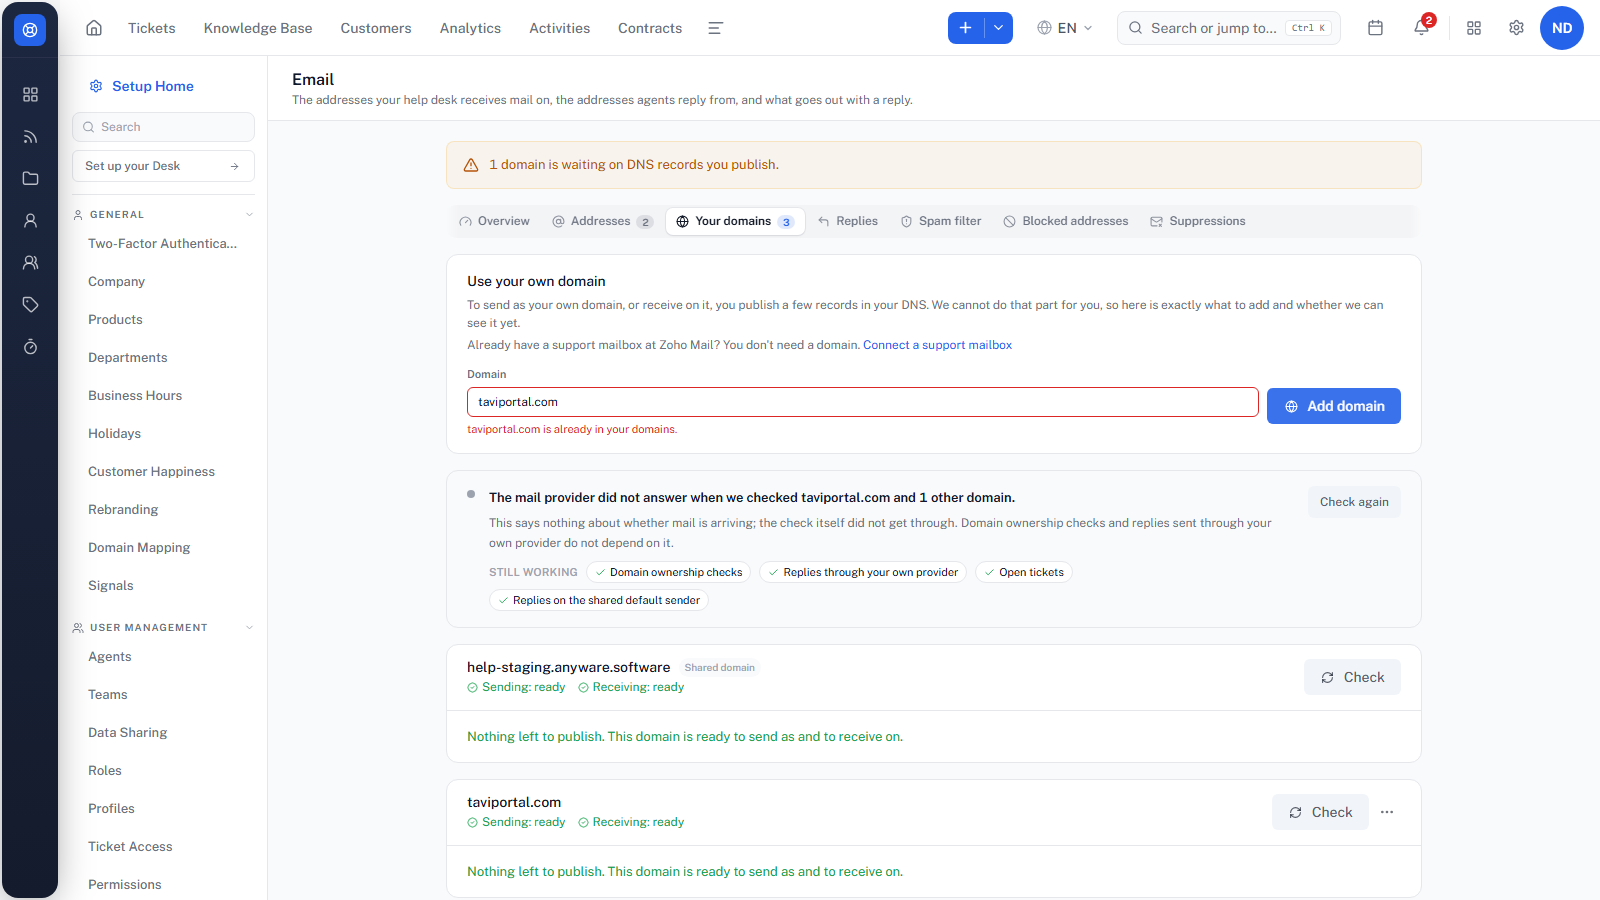 Tickets
Knowledge Base
Customers
Analytics
Activities
Contracts
EN
Search or jump to...
Ctrl K
2
ND
Setup Home
Search
Set up your Desk
GENERAL
Two-Factor Authentica...
Company
Products
Departments
Business Hours
Holidays
Customer Happiness
Rebranding
Domain Mapping
Signals
USER MANAGEMENT
Agents
Teams
Data Sharing
Roles
Profiles
Ticket Access
Permissions
Email
The addresses your help desk receives mail on, the addresses agents reply from, and what goes out with a reply.
1 domain is waiting on DNS records you publish.
Overview
Addresses 2
Your domains 3
Replies
Spam filter
Blocked addresses
Suppressions
Use your own domain
To send as your own domain, or receive on it, you publish a few records in your DNS. We cannot do that part for you, so here is exactly what to add and whether we can
see it yet.
Already have a support mailbox at Zoho Mail? You don't need a domain. Connect a support mailbox
Domain
taviportal.com
Add domain
taviportal.com is already in your domains.
The mail provider did not answer when we checked taviportal.com and 1 other domain.
Check again
This says nothing about whether mail is arriving; the check itself did not get through. Domain ownership checks and replies sent through your
own provider do not depend on it.
STILL WORKING
Domain ownership checks
Replies through your own provider
Open tickets
Replies on the shared default sender
help-staging.anyware.software
Shared domain
Sending: ready
Receiving: ready
Check
Nothing left to publish. This domain is ready to send as and to receive on.
taviportal.com
Sending: ready
Receiving: ready
Check
Nothing left to publish. This domain is ready to send as and to receive on.